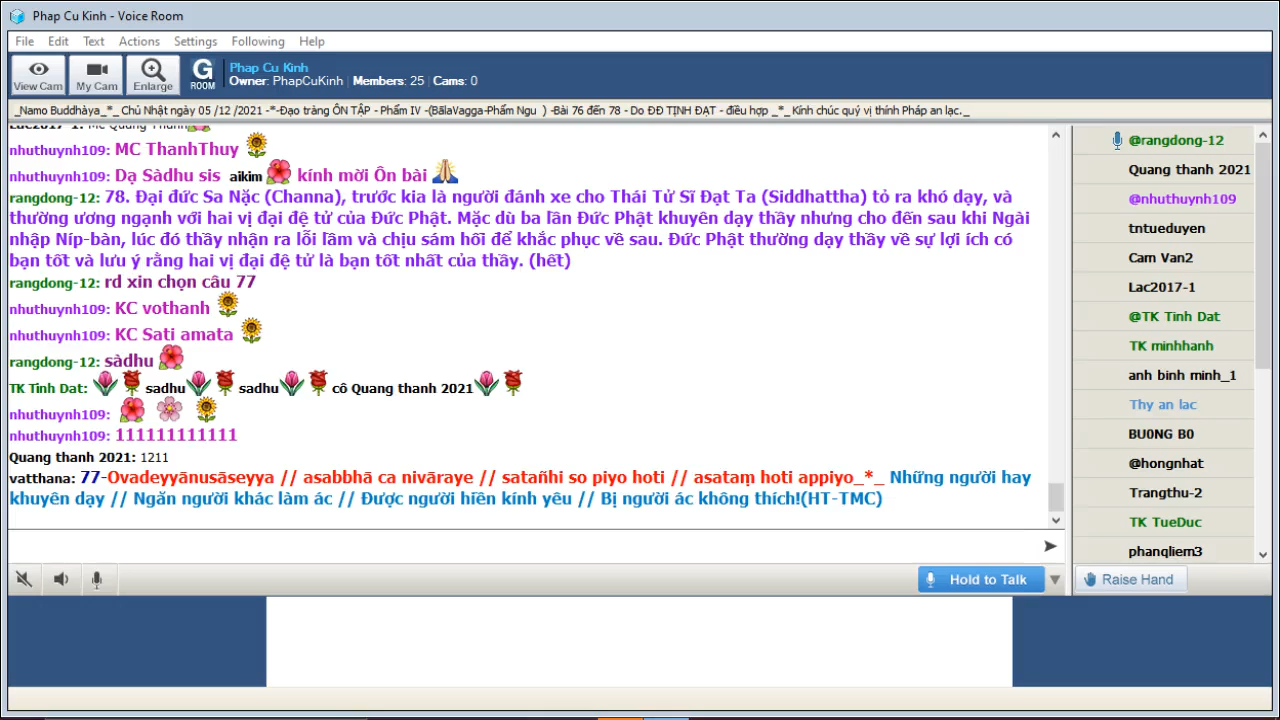 Phap Cu Kinh - Voice Room
File Edit Text Actions Settings Following Help
View Cam My Cam Enlarge G ROOM
Phap Cu Kinh
Owner: PhapCuKinh | Members: 25 | Cams: 0
_Namo Buddhàya_*_ Chủ Nhật ngày 05 /12 /2021 -*-Đạo tràng ÔN TẬP - Phẩm IV -(BãlaVagga-Phẩm Ngu ) -Bài 76 đến 78 - Do ĐĐ TỊNH ĐẠT - điều hợp _*_ Kính chúc quý vị thính Pháp an lạc._
Lac2017-1: Mc Quang Thanh
nhuthuynh109: MC ThanhThuy
nhuthuynh109: Dạ Sàdhu sis aikim kính mời Ôn bài
rangdong-12: 78. Đại đức Sa Nặc (Channa), trước kia là người đánh xe cho Thái Tử Sĩ Đạt Ta (Siddhattha) tỏ ra khó dạy, và
thường ương ngạnh với hai vị đại đệ tử của Đức Phật. Mặc dù ba lần Đức Phật khuyên dạy thầy nhưng cho đến sau khi Ngài
nhập Níp-bàn, lúc đó thầy nhận ra lỗi lầm và chịu sám hối để khắc phục về sau. Đức Phật thường dạy thầy về sự lợi ích có
bạn tốt và lưu ý rằng hai vị đại đệ tử là bạn tốt nhất của thầy. (hết)
rangdong-12: rd xin chọn câu 77
nhuthuynh109: KC vothanh
nhuthuynh109: KC Sati amata
rangdong-12: sàdhu
TK Tinh Dat: sadhu sadhu cô Quang thanh 2021
nhuthuynh109:
nhuthuynh109: 111111111111
Quang thanh 2021: 1211
vatthana: 77-Ovadeyyānusāseyya // asabbhā ca nivāraye // satañhi so piyo hoti // asataṃ hoti appiyo_*_ Những người hay
khuyên dạy // Ngăn người khác làm ác // Được người hiền kính yêu // Bị người ác không thích!(HT-TMC)
Hold to Talk
@rangdong-12
Quang thanh 2021
@nhuthuynh109
tntueduyen
Cam Van2
Lac2017-1
@TK Tinh Dat
TK minhhanh
anh binh minh_1
Thy an lac
BU0NG B0
@hongnhat
Trangthu-2
TK TueDuc
phanqliem3
Raise Hand